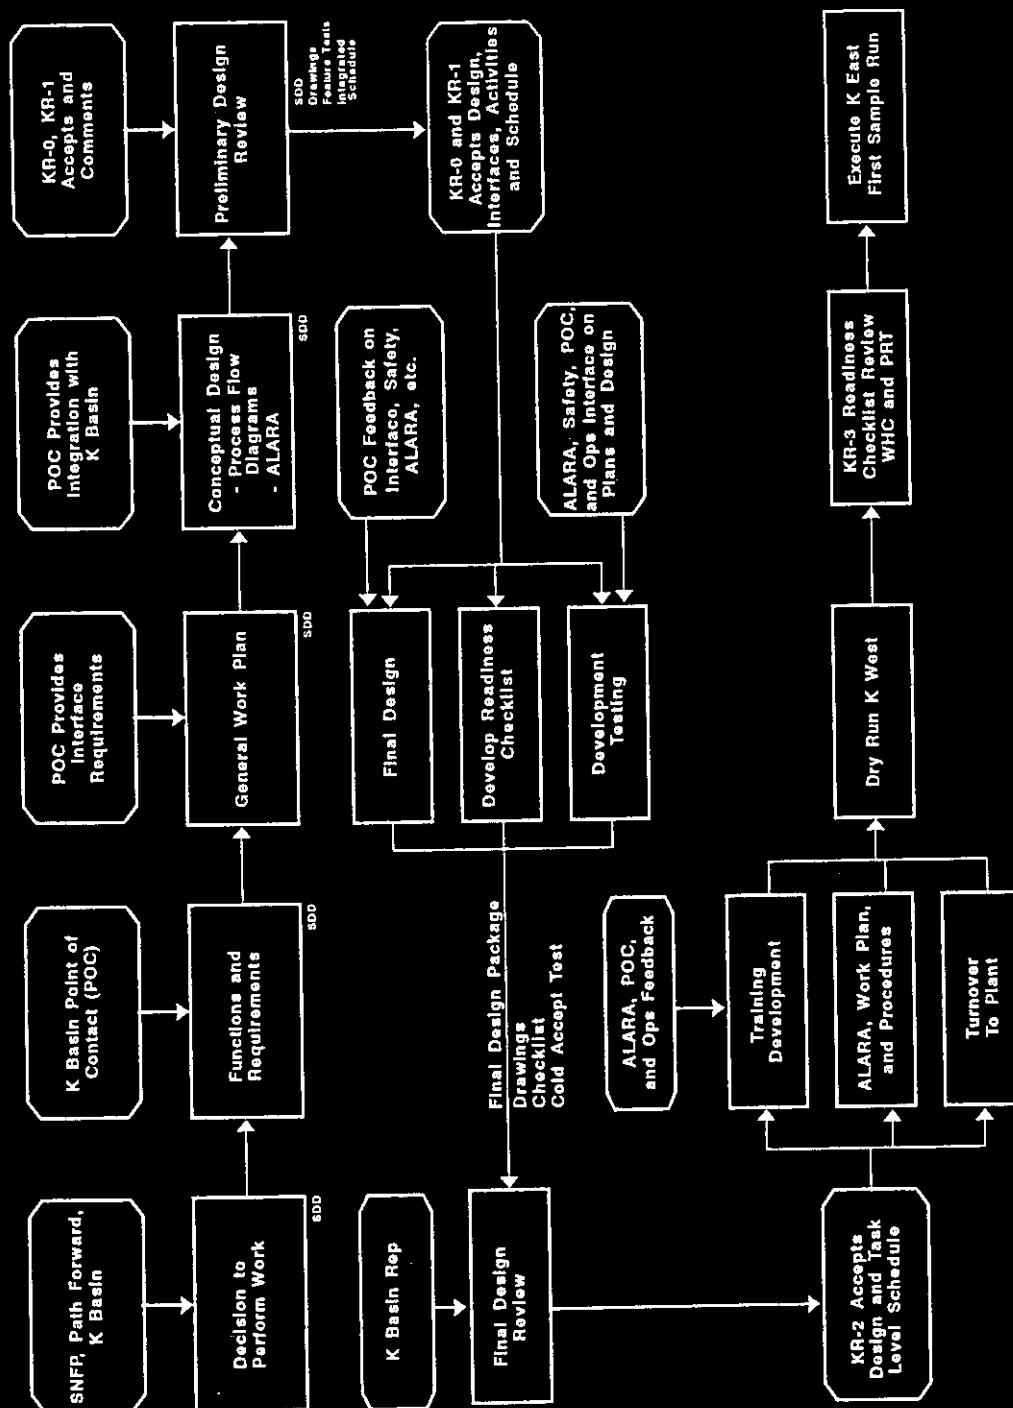 SNFP, Path Forward,
K Basin
K Basin Point of
Contact (POC)
POC Provides
Interface
Requirements
POC Provides
Integration with
K Basin
KR-0, KR-1
Accepts and
Comments
Decision to
Perform Work
SDD
Functions and
Requirements
SDD
General Work Plan
SDD
Conceptual Design
- Process Flow
Diagrams
- ALARA
SDD
Preliminary Design
Review
SDD
Drawings
Feature Tests
Integrated
Schedule
KR-0 and KR-1
Accepts Design,
Interfaces, Activities
and Schedule
POC Feedback on
Interface, Safety,
ALARA, etc.
ALARA, Safety, POC,
and Ops Interface on
Plans and Design
Final Design
Develop Readiness
Checklist
Development
Testing
Final Design Package
Drawing
Checklist
Cold Accept Test
K Basin Rep
Final Design
Review
KR-2 Accepts
Design and Task
Level Schedule
ALARA, POC,
and Ops Feedback
Training
Development
ALARA, Work Plan,
and Procedures
Turnover
To Plant
Dry Run K West
KR-3 Readiness
Checklist Review
WHC and PRT
Execute K East
First Sample Run